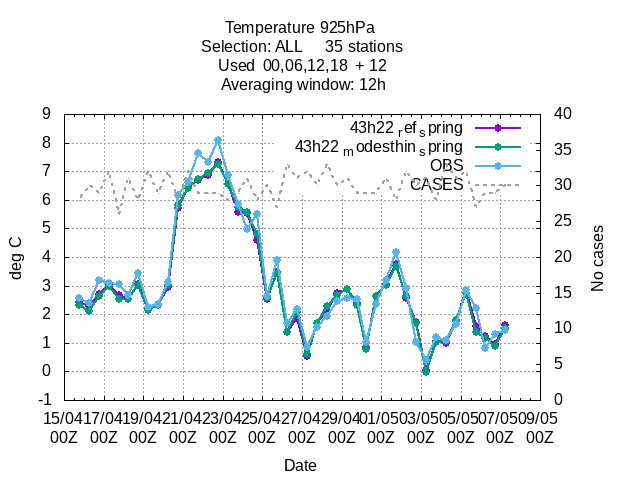 Temperature 925hPa
Selection: ALL 35 stations
Used 00,06,12,18 + 12
Averaging window: 12h
9 40
8 35
7 30
6 25
5 20
4 15
3 10
2 5
1 0
0
-1
deg C
No cases
43h22 refspring
43h22 modesthinspring
OBS
CASES
15/04 17/04 19/04 21/04 23/04 25/04 27/04 29/04 01/05 03/05 05/05 07/05 09/05
00Z 00Z 00Z 00Z 00Z 00Z 00Z 00Z 00Z 00Z 00Z 00Z 00Z
Date